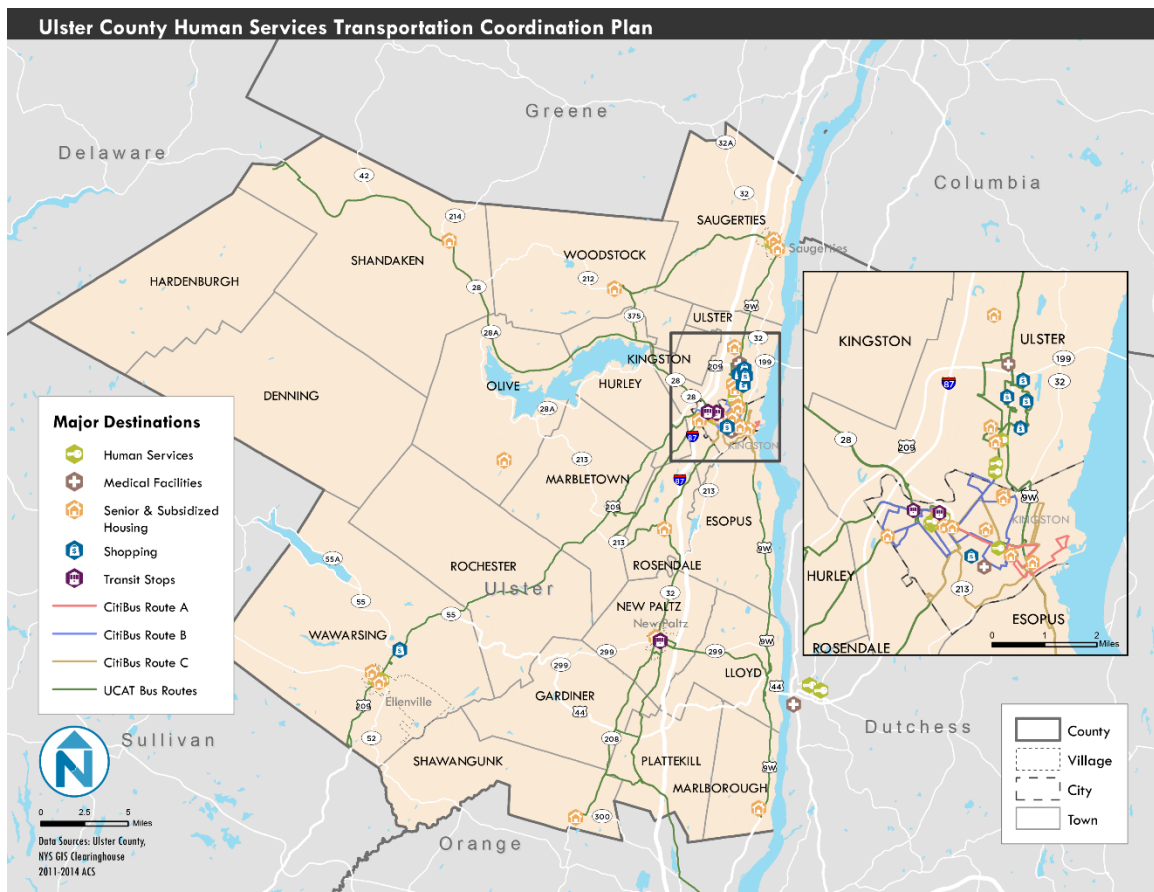 Ulster County Human Services Transportation Coordination Plan
Greene
Delaware
Columbia
32A
42
32
214
SAUGERTIES
Saugerties
SHANDAKEN
WOODSTOCK
HARDENBURGH
212
28
9W
375
ULSTER
28A
32
KINGSTON
199
209
OLIVE
HURLEY
28
28
DENNING
28A
87
KINGSTON
213
MARBLETOWN
87
213
209
ESOPUS
213
9W
55A
ROCHESTER
ROSENDALE
Ulster
32
55
NEW PALTZ
New Paltz
55
WAWARSING
9W
299
299
299
LLOYD
44
Ellenville
GARDINER
209
44
52
208
Dutchess
Sullivan
SHAWANGUNK
PLATTEKILL
9W
MARLBOROUGH
300
Orange
Major Destinations
Human Services
Medical Facilities
Senior & Subsidized
Housing
Shopping
Transit Stops
CitiBus Route A
CitiBus Route B
CitiBus Route C
UCAT Bus Routes
N
0 2.5 5
Miles
Data Sources: Ulster County,
NYS GIS Clearinghouse
2011-2014 ACS
KINGSTON
ULSTER
199
87
32
28
209
9W
KINGSTON
HURLEY
213
ESOPUS
0 1 2
Miles
ROSENDALE
County
Village
City
Town